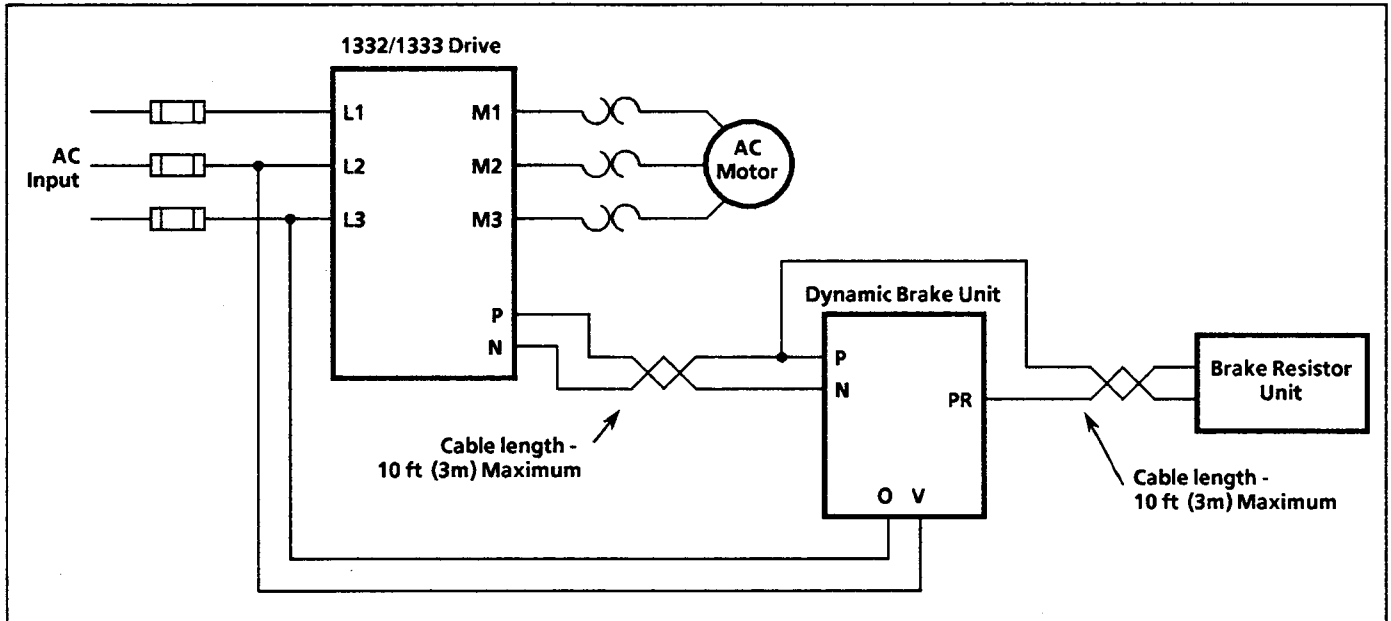 1332/1333 Drive
L1
M1
AC
Input
L2
M2
AC
Motor
L3
M3
P
N
Dynamic Brake Unit
P
N
PR
O V
Brake Resistor
Unit
Cable length -
10 ft (3m) Maximum
Cable length -
10 ft (3m) Maximum